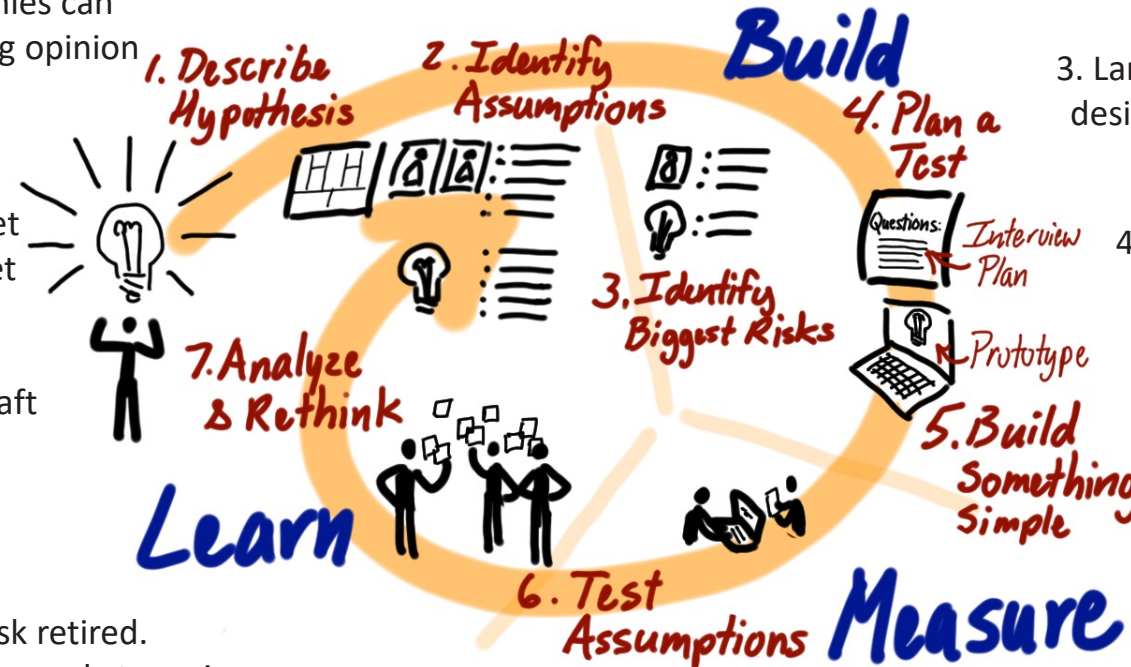 nies can
g opinion
1. Describe
Hypothesis
2. Identify
Assumptions
Build
3. Lar
desi
4. Plan a
Test
Questions:
Interview
Plan
4
et
et
3. Identify
Biggest Risks
Prototype
7. Analyze
& Rethink
aft
5. Build
Something
Simple
Learn
6. Test
Assumptions
Measure
sk retired.